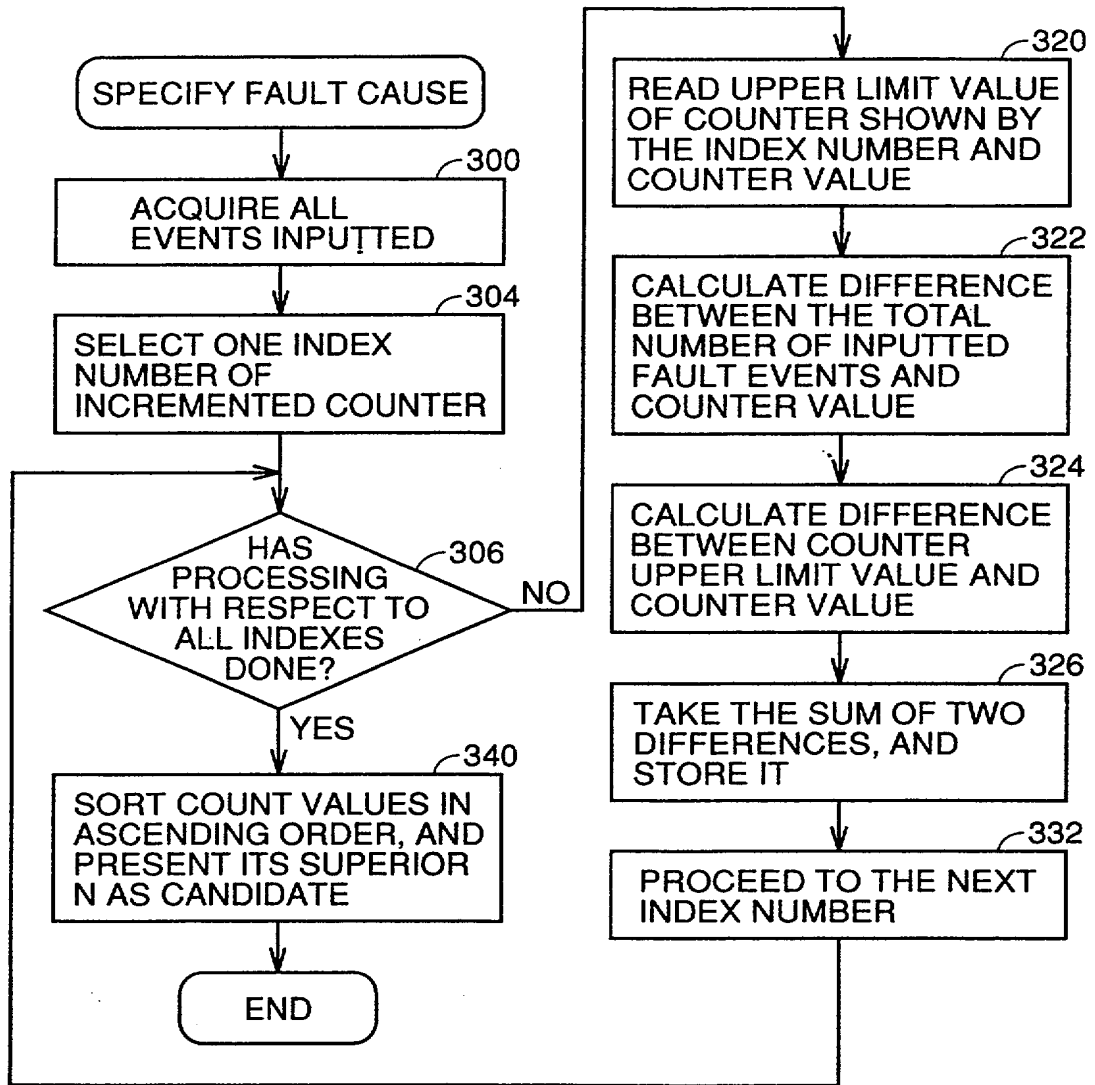 SPECIFY FAULT CAUSE
300
ACQUIRE ALL
EVENTS INPUTTED
304
SELECT ONE INDEX
NUMBER OF
INCREMENTED COUNTER
HAS
PROCESSING
WITH RESPECT TO
ALL INDEXES
DONE?
306
NO
YES
340
SORT COUNT VALUES IN
ASCENDING ORDER, AND
PRESENT ITS SUPERIOR
N AS CANDIDATE
END
320
READ UPPER LIMIT VALUE
OF COUNTER SHOWN BY
THE INDEX NUMBER AND
COUNTER VALUE
322
CALCULATE DIFFERENCE
BETWEEN THE TOTAL
NUMBER OF INPUTTED
FAULT EVENTS AND
COUNTER VALUE
324
CALCULATE DIFFERENCE
BETWEEN COUNTER
UPPER LIMIT VALUE AND
COUNTER VALUE
326
TAKE THE SUM OF TWO
DIFFERENCES, AND
STORE IT
332
PROCEED TO THE NEXT
INDEX NUMBER